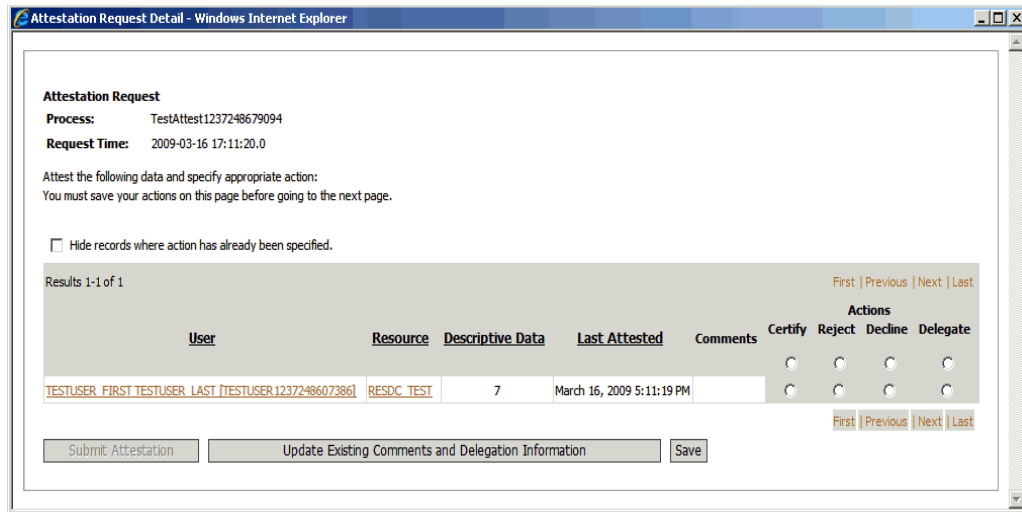 Attestation Request Detail - Windows Internet Explorer
Attestation Request
Process: TestAttest1237248679094
Request Time: 2009-03-16 17:11:20.0
Attest the following data and specify appropriate action:
You must save your actions on this page before going to the next page.
Hide records where action has already been specified.
Results 1-1 of 1 First | Previous | Next | Last
Actions
User Resource Descriptive Data Last Attested Comments Certify Reject Decline Delegate
TESTUSER_FIRST TESTUSER_LAST [TESTUSER1237248607386] RESDC_TEST 7 March 16, 2009 5:11:19 PM
First | Previous | Next | Last
Submit Attestation Update Existing Comments and Delegation Information Save